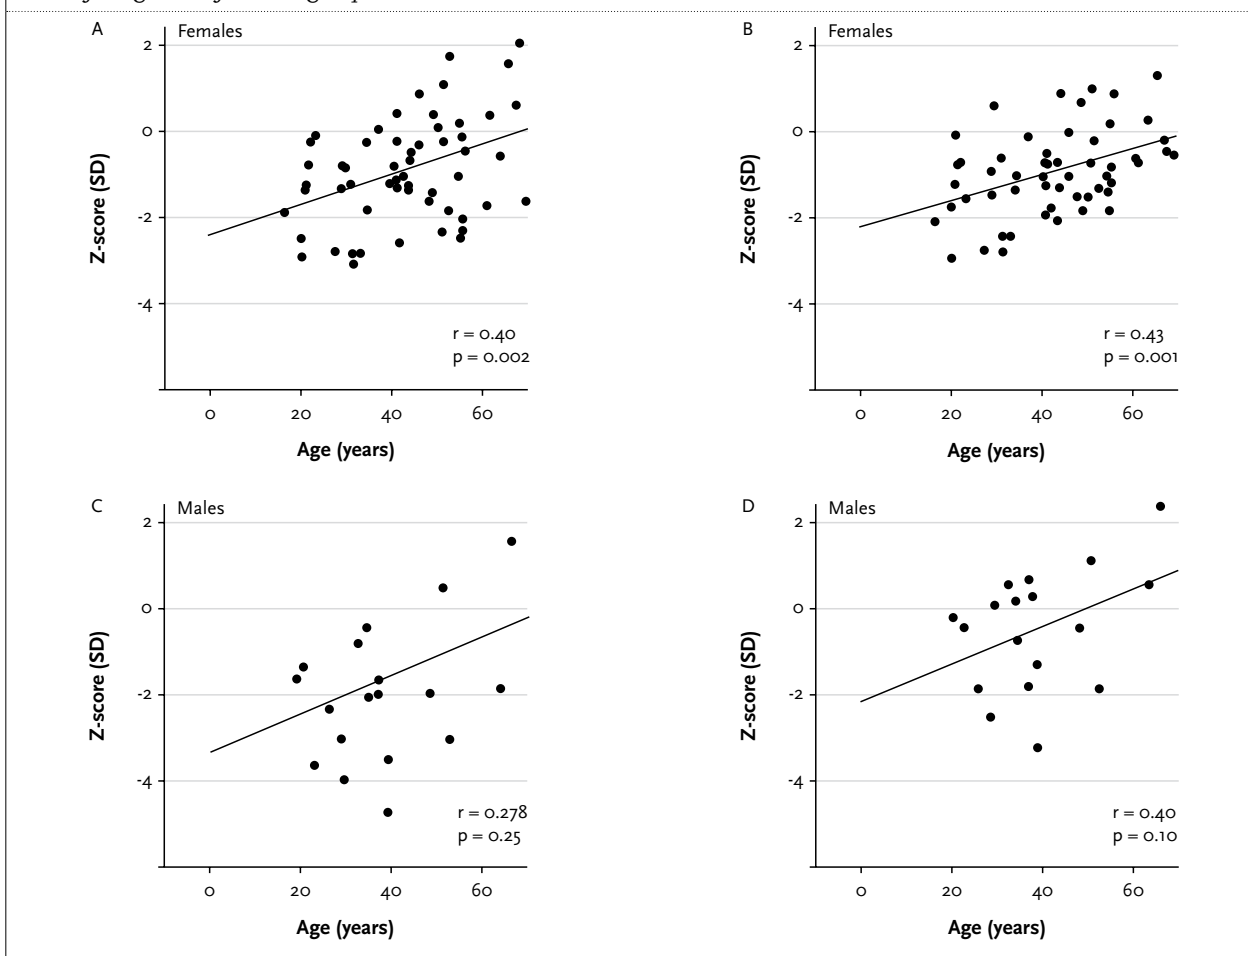 A
Females
2
0
-2
-4
Z-score (SD)
r = 0.40
p = 0.002
0 20 40 60
Age (years)
B
Females
2
0
-2
-4
Z-score (SD)
r = 0.43
p = 0.001
0 20 40 60
Age (years)
C
Males
2
0
-2
-4
Z-score (SD)
r = 0.278
p = 0.25
0 20 40 60
Age (years)
D
Males
2
0
-2
-4
Z-score (SD)
r = 0.40
p = 0.10
0 20 40 60
Age (years)